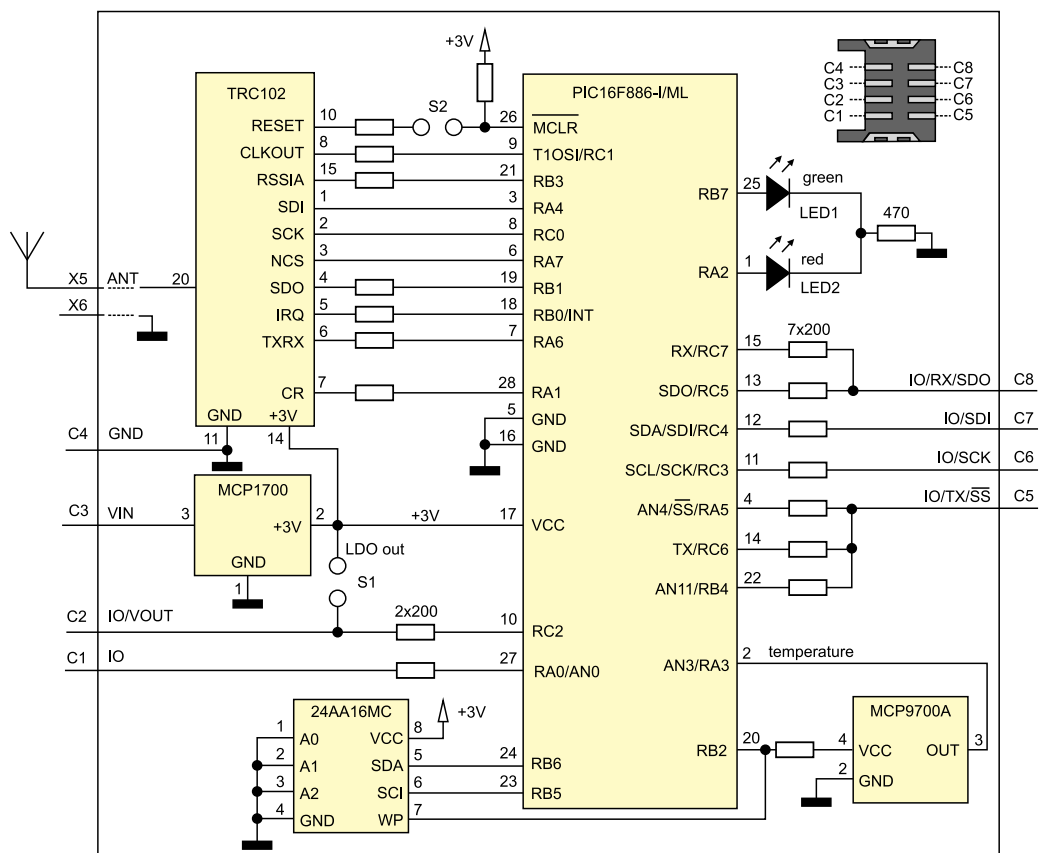 +3V
TRC102
PIC16F886-I/ML
C4 C8
C3 C7
C2 C6
C1 C5
S2
RESET 10 26 MCLR
CLKOUT 8 9 T1OSI/RC1
RSSIA 15 21 RB3
SDI 1 3 RA4
SCK 2 8 RC0
NCS 3 6 RA7
SDO 4 19 RB1
IRQ 5 18 RB0/INT
TXRX 6 7 RA6
CR 7 28 RA1
5 GND
16 GND
X5 ANT 20
X6
GND +3V
11 14
C4 GND
RB7 25 green
LED1
470
RA2 1 red
LED2
7x200
RX/RC7 15
SDO/RC5 13 IO/RX/SDO C8
SDA/SDI/RC4 12 IO/SDI C7
SCL/SCK/RC3 11 IO/SCK C6
AN4/SS/RA5 4 IO/TX/SS C5
TX/RC6 14
AN11/RB4 22
MCP1700
C3 VIN 3 +3V 2 +3V 17 VCC
GND
1
LDO out
S1
C2 IO/VOUT 2x200 10 RC2
C1 IO 27 RA0/AN0
AN3/RA3 2 temperature
24AA16MC
+3V
1 A0 VCC 8
2 A1 SDA 5 24 RB6
3 A2 SCI 6 23 RB5
4 GND WP 7
RB2 20
MCP9700A
4 VCC OUT 3
2 GND